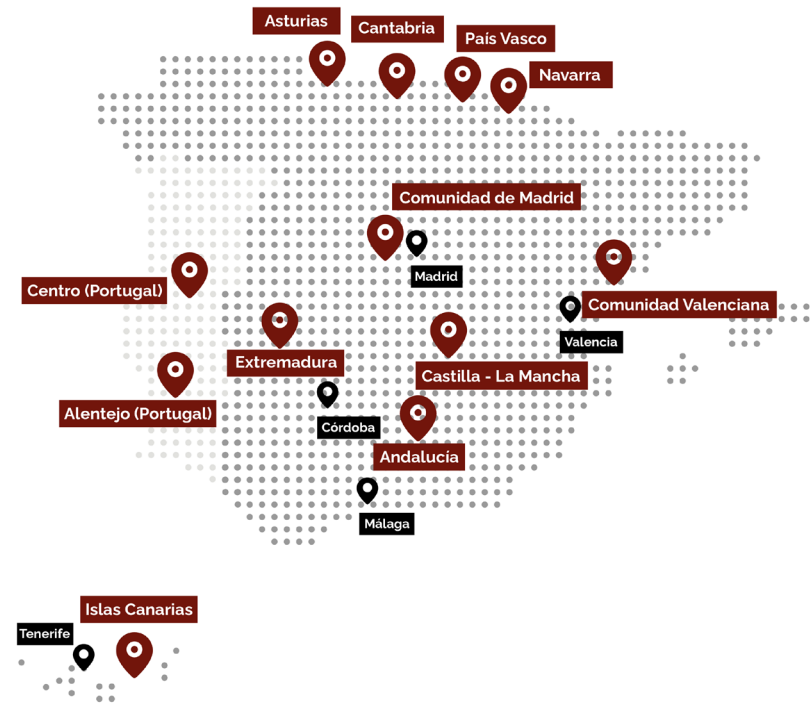 Asturias
Cantabria
País Vasco
Navarra
Comunidad de Madrid
Madrid
Centro (Portugal)
Comunidad Valenciana
Valencia
Extremadura
Castilla - La Mancha
Alentejo (Portugal)
Córdoba
Andalucía
Málaga
Islas Canarias
Tenerife